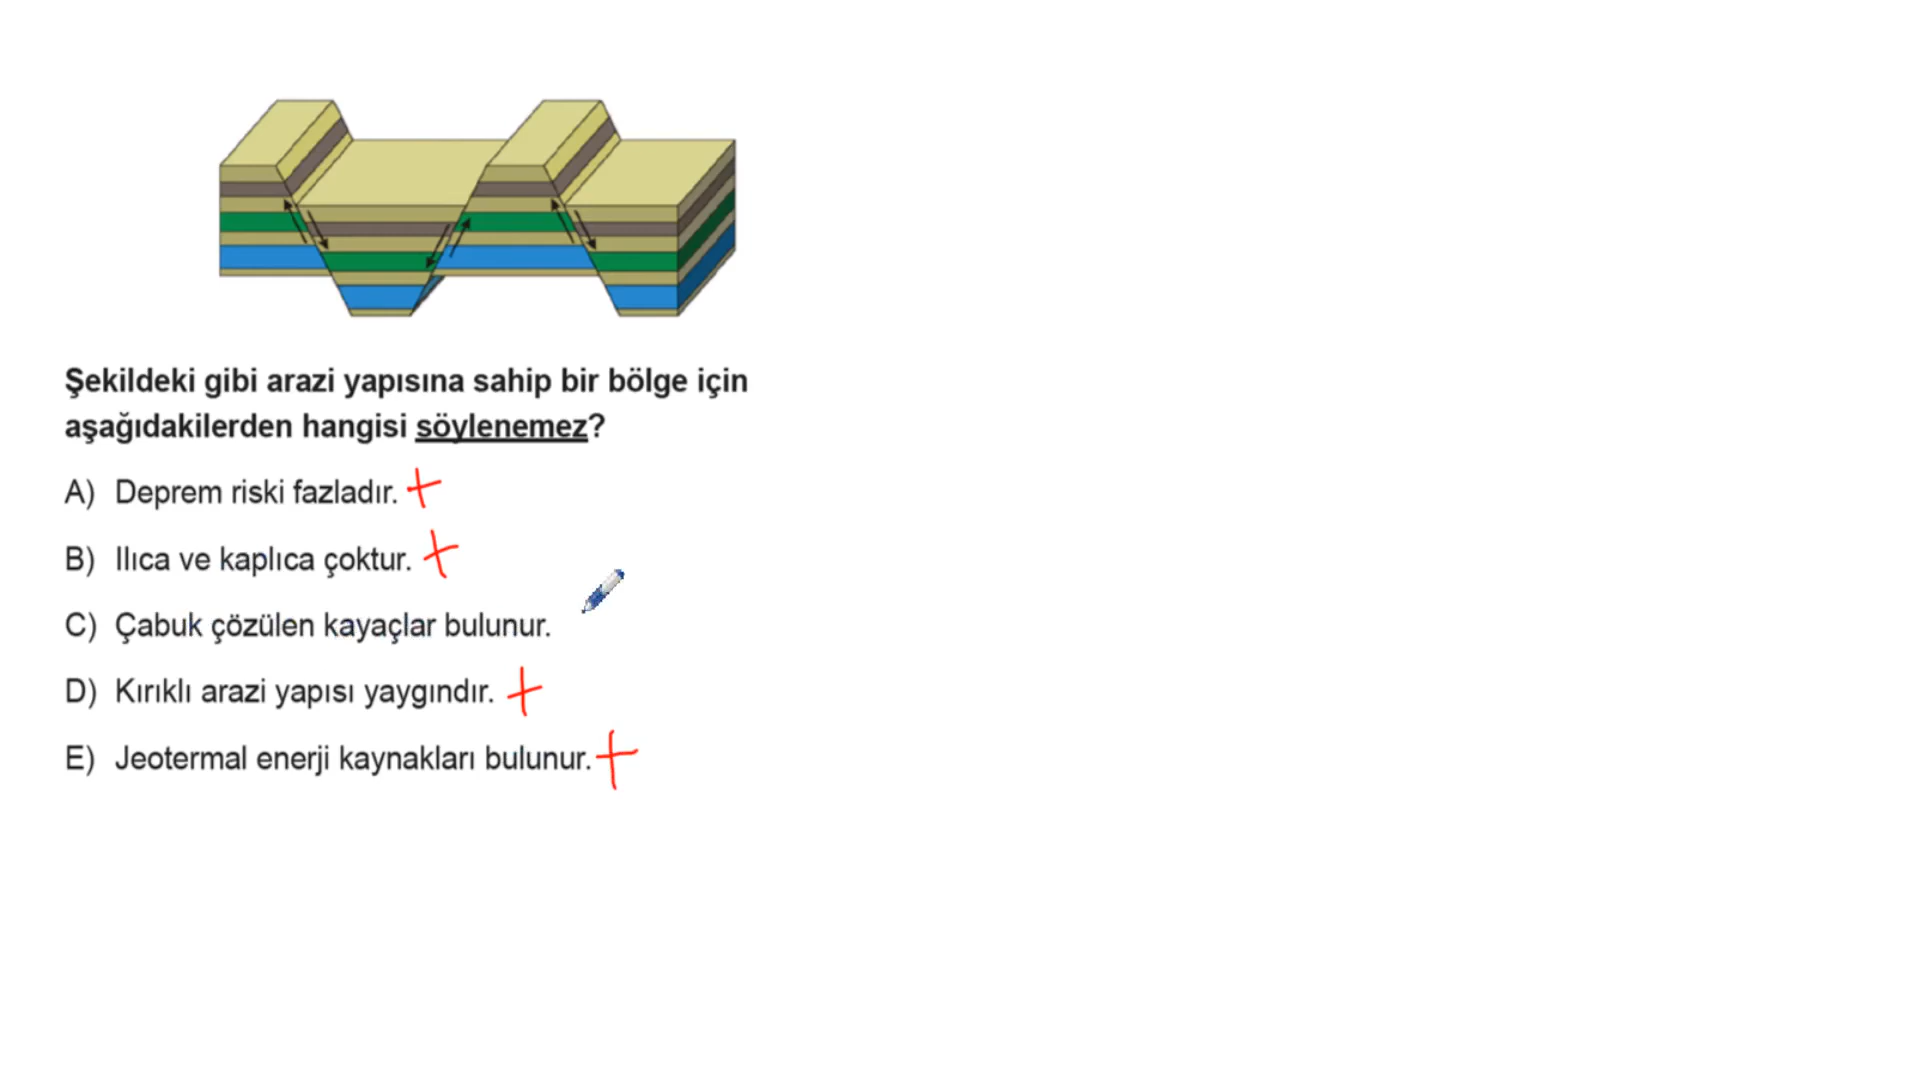 Şekildeki gibi arazi yapısına sahip bir bölge için
aşağıdakilerden hangisi söylenemez?
A) Deprem riski fazladır. +
B) Ilıca ve kaplıca çoktur. +
C) Çabuk çözülen kayaçlar bulunur.
D) Kırıklı arazi yapısı yaygındır. +
E) Jeotermal enerji kaynakları bulunur. +